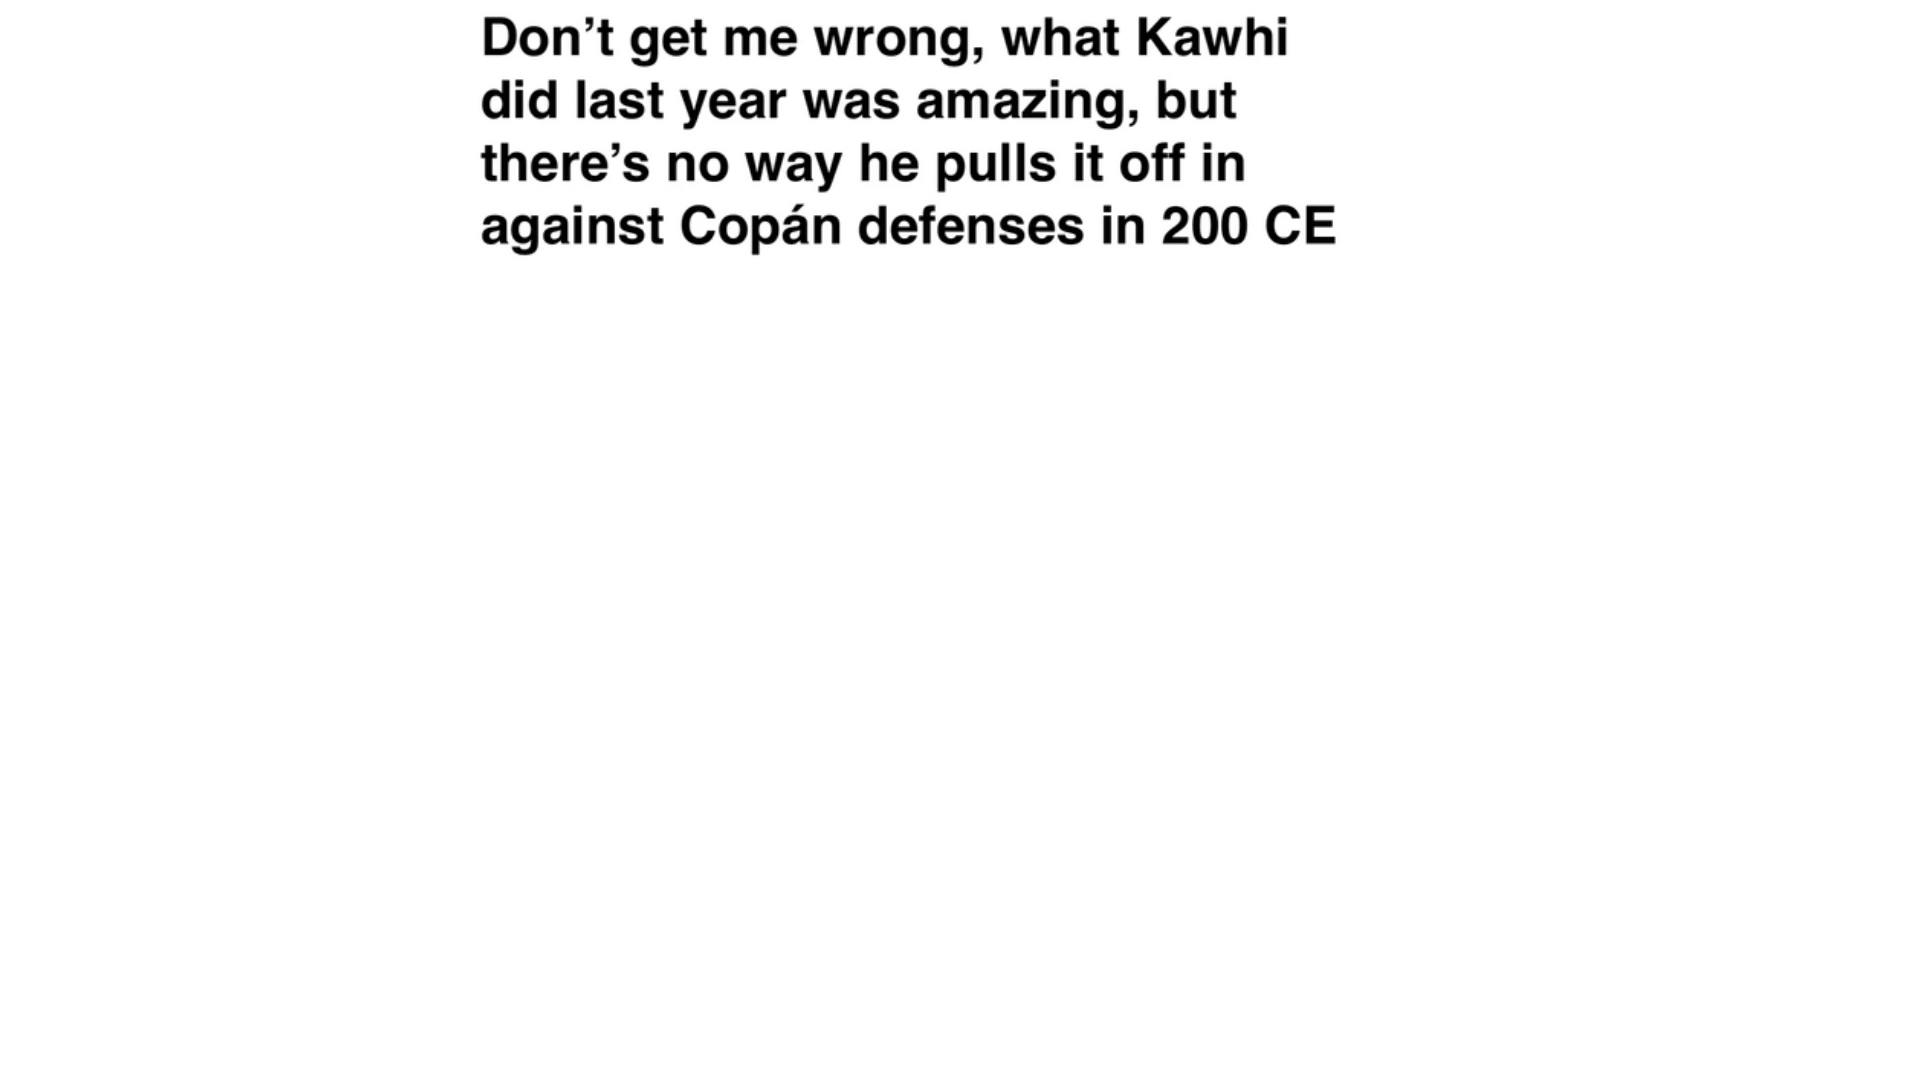 Don’t get me wrong, what Kawhi
did last year was amazing, but
there’s no way he pulls it off in
against Copán defenses in 200 CE